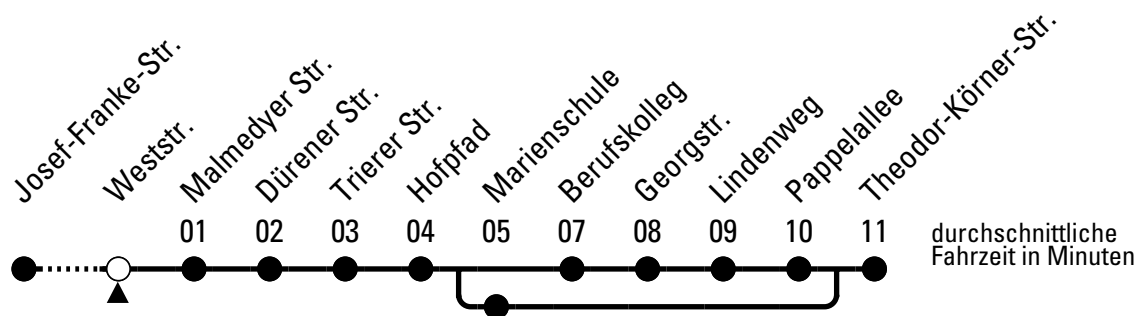 Josef-Franke-Str.
Weststr.
Malmedyer Str.
Dürener Str.
Trierer Str.
Hofpfad
Marienschule
Berufskolleg
Georgstr.
Lindenweg
Pappelallee
Theodor-Körner-Str.
01 02 03 04 05 07 08 09 10 11
durchschnittliche
Fahrzeit in Minuten